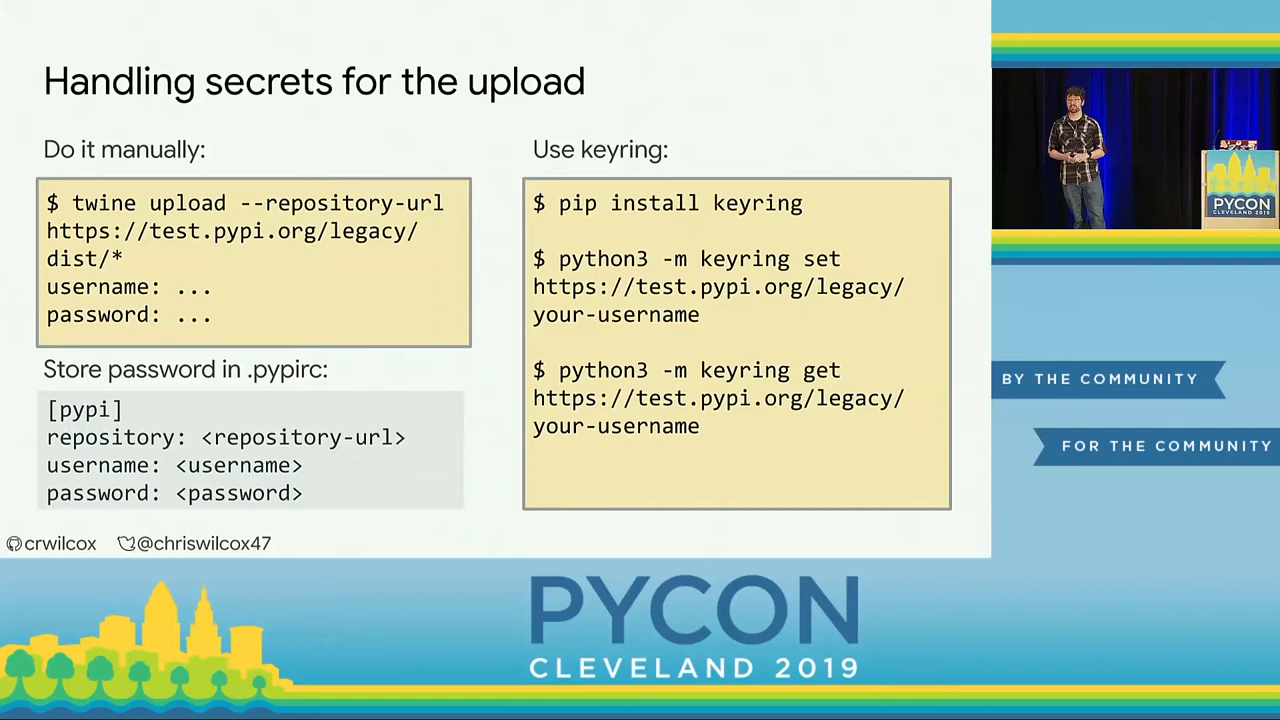 Handling secrets for the upload
Do it manually:
$ twine upload --repository-url
https://test.pypi.org/legacy/
dist/*
username: ...
password: ...
Store password in .pypirc:
[pypi]
repository: <repository-url>
username: <username>
password: <password>
Use keyring:
$ pip install keyring
$ python3 -m keyring set
https://test.pypi.org/legacy/
your-username
$ python3 -m keyring get
https://test.pypi.org/legacy/
your-username
crwilcox @chriswilcox47
PYCON
CLEVELAND 2019
BY THE COMMUNITY
FOR THE COMMUNITY
PYCON
CLEVELAND 2019